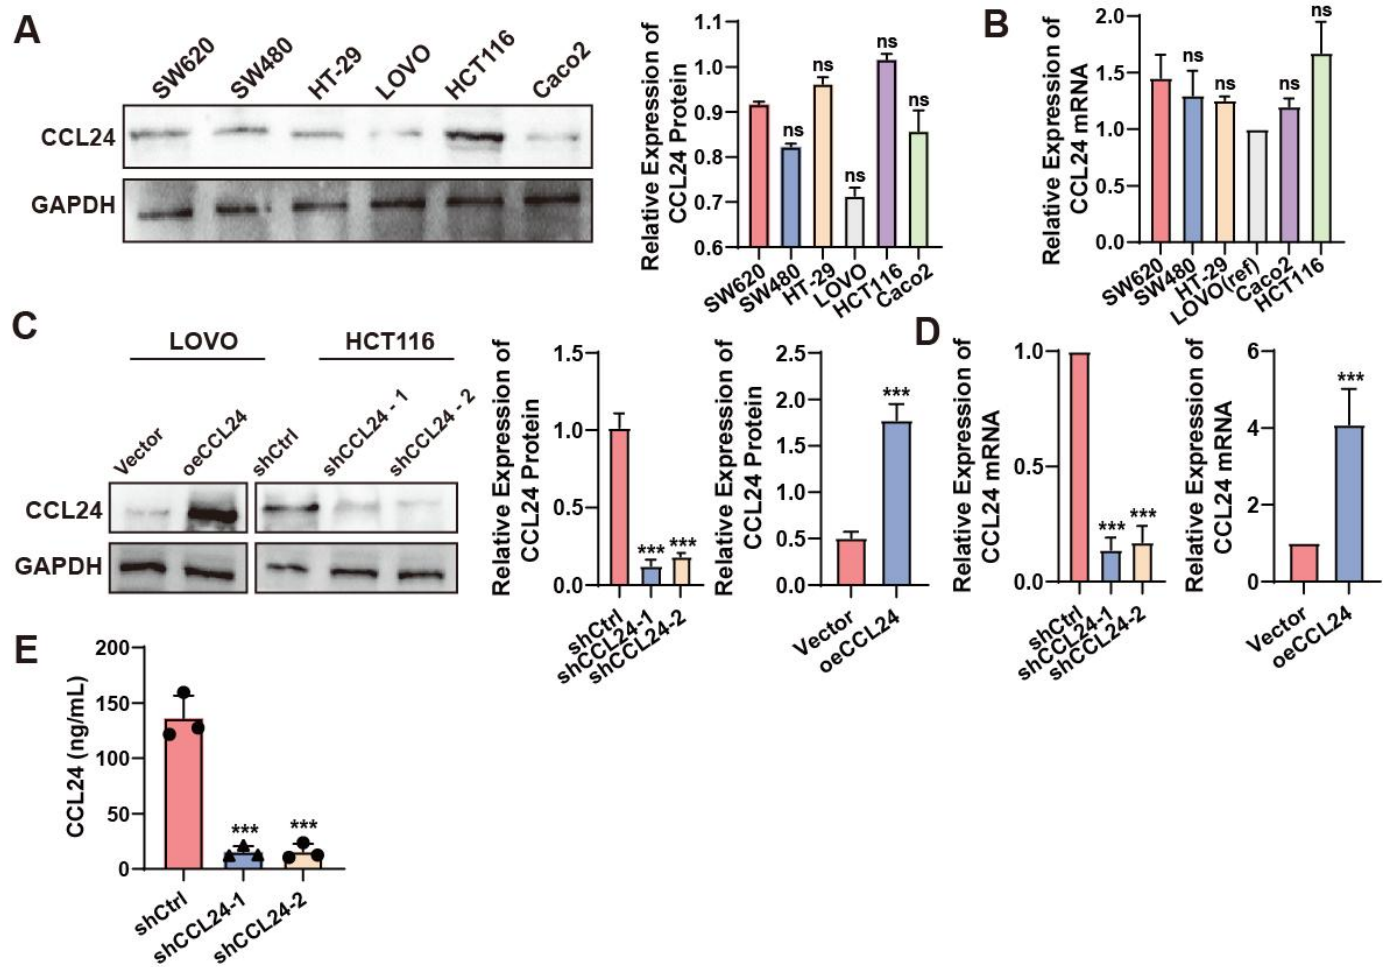 A
SW620
SW480
HT-29
LOVO
HCT116
Caco2
CCL24
GAPDH
Relative Expression of
CCL24 Protein
1.1
1.0
0.9
0.8
0.7
0.6
ns
ns
ns
ns
ns
SW620
SW480
HT-29
LOVO
HCT116
Caco2
B
Relative Expression of
CCL24 mRNA
2.0
1.5
1.0
0.5
0.0
ns
ns
ns
ns
SW620
SW480
HT-29
LOVO(ref)
Caco2
HCT116
C
LOVO
HCT116
Vector
oeCCL24
shCtrl
shCCL24 - 1
shCCL24 - 2
CCL24
GAPDH
Relative Expression of
CCL24 Protein
1.5
1.0
0.5
0.0
***
***
shCtrl
shCCL24-1
shCCL24-2
Relative Expression of
CCL24 Protein
2.5
2.0
1.5
1.0
0.5
0.0
***
Vector
oeCCL24
D
Relative Expression of
CCL24 mRNA
1.0
0.5
0.0
***
***
shCtrl
shCCL24-1
shCCL24-2
Relative Expression of
CCL24 mRNA
6
4
2
0
***
Vector
oeCCL24
E
CCL24 (ng/mL)
200
150
100
50
0
***
***
shCtrl
shCCL24-1
shCCL24-2